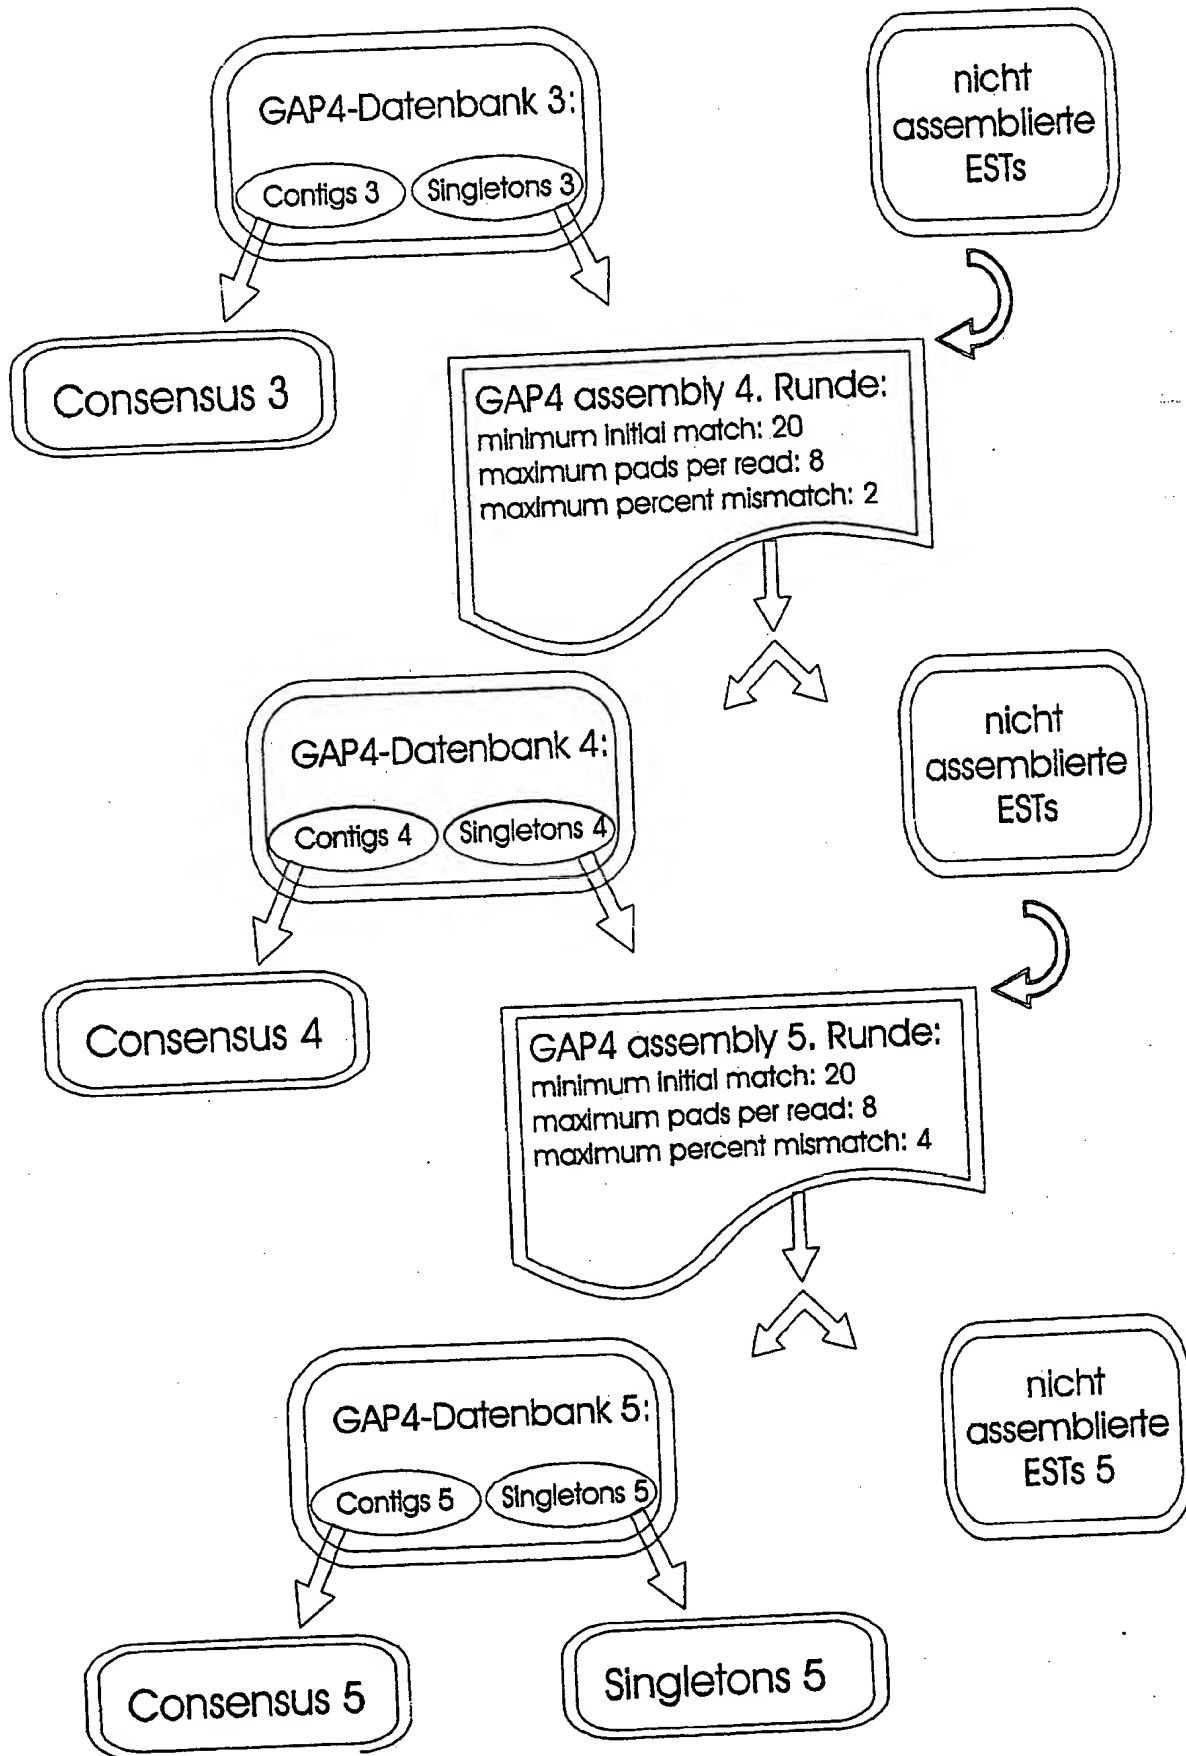 GAP4-Datenbank 3:
Contigs 3
Singletons 3
nicht
assemblierte
ESTs
Consensus 3
GAP4 assembly 4. Runde:
minimum initial match: 20
maximum pads per read: 8
maximum percent mismatch: 2
GAP4-Datenbank 4:
Contigs 4
Singletons 4
nicht
assemblierte
ESTs
Consensus 4
GAP4 assembly 5. Runde:
minimum initial match: 20
maximum pads per read: 8
maximum percent mismatch: 4
GAP4-Datenbank 5:
Contigs 5
Singletons 5
nicht
assemblierte
ESTs 5
Consensus 5
Singletons 5